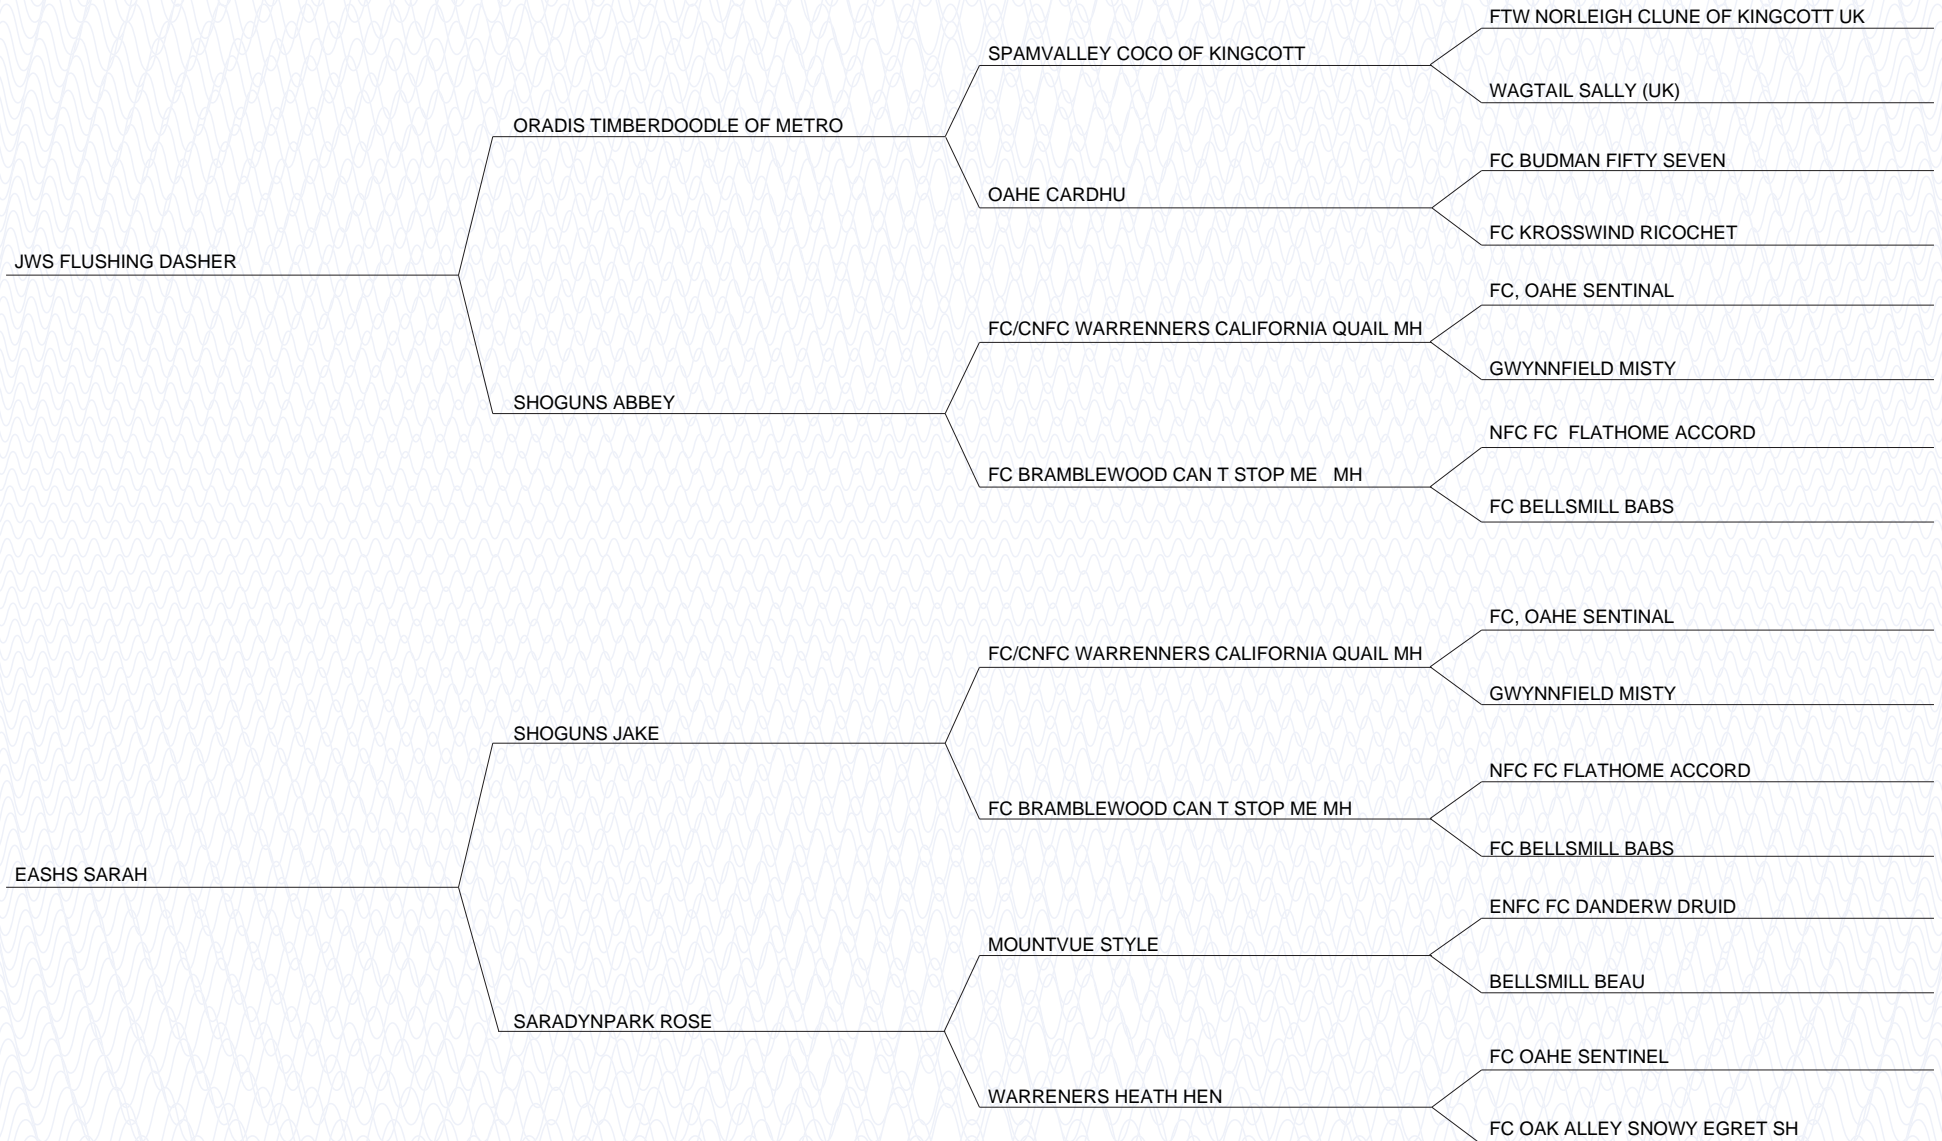 FTW NORLEIGH CLUNE OF KINGCOTT UK
SPAMVALLEY COCO OF KINGCOTT
WAGTAIL SALLY (UK)
ORADIS TIMBERDOODLE OF METRO
FC BUDMAN FIFTY SEVEN
OAHE CARDHU
FC KROSSWIND RICOCHET
JWS FLUSHING DASHER
FC, OAHE SENTINAL
FC/CNFC WARRENNERS CALIFORNIA QUAIL MH
GWYNNFIELD MISTY
SHOGUNS ABBEY
NFC FC  FLATHOME ACCORD
FC BRAMBLEWOOD CAN T STOP ME   MH
FC BELLSMILL BABS
FC, OAHE SENTINAL
FC/CNFC WARRENNERS CALIFORNIA QUAIL MH
GWYNNFIELD MISTY
SHOGUNS JAKE
NFC FC FLATHOME ACCORD
FC BRAMBLEWOOD CAN T STOP ME MH
FC BELLSMILL BABS
EASHS SARAH
ENFC FC DANDERW DRUID
MOUNTVUE STYLE
BELLSMILL BEAU
SARADYNPARK ROSE
FC OAHE SENTINEL
WARRENERS HEATH HEN
FC OAK ALLEY SNOWY EGRET SH